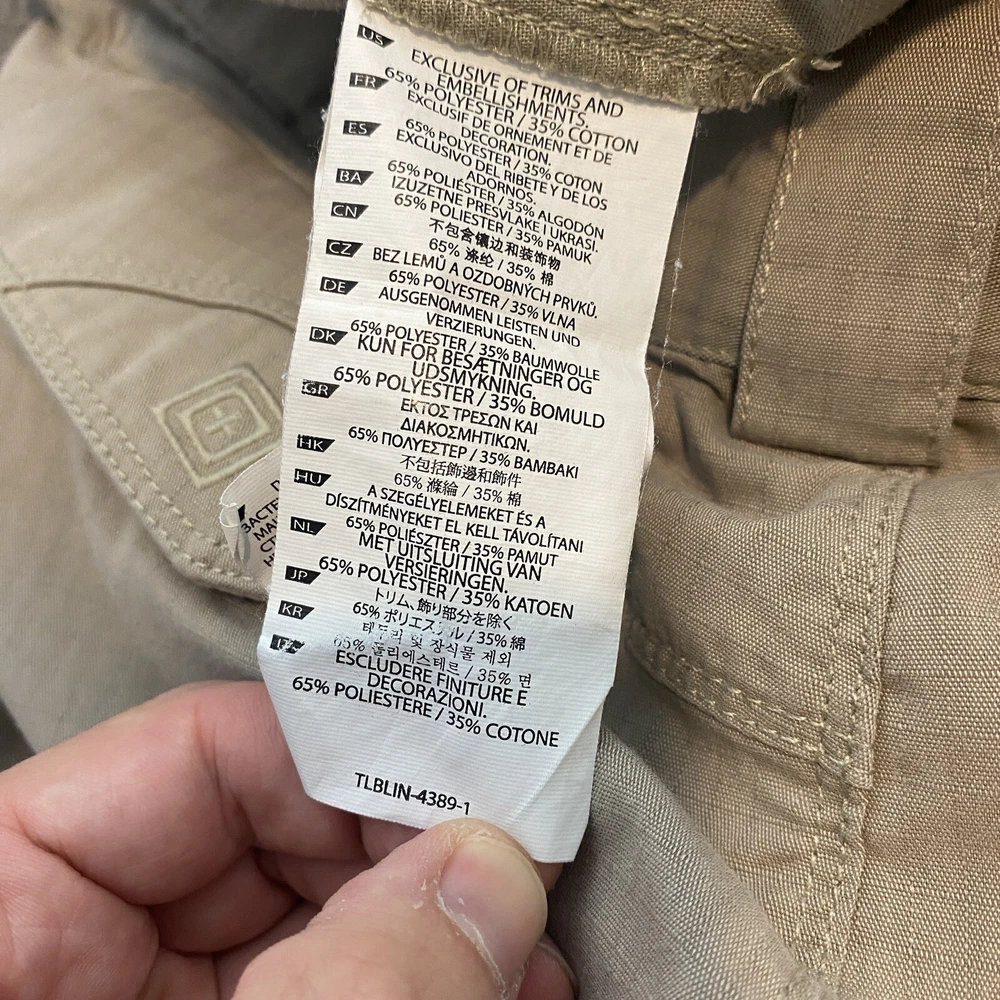 US
EXCLUSIVE OF TRIMS AND
EMBELLISHMENTS.
65% POLYESTER / 35% COTTON
FR
EXCLUSIF DE ORNEMENT ET DE
DECORATION.
65% POLYESTER / 35% COTON
ES
EXCLUSIVO DEL RIBETE Y DE LOS
ADORNOS.
65% POLIÉSTER / 35% ALGODÓN
BA
IZUZETNE PRESVLAKE I UKRASI.
65% POLIESTER / 35% PAMUK
CN
不包含镶边和装饰物
65% 涤纶 / 35% 棉
CZ
BEZ LEMŮ A OZDOBNÝCH PRVKŮ.
65% POLYESTER / 35% VLNA
DE
AUSGENOMMEN LEISTEN UND
VERZIERUNGEN.
65% POLYESTER / 35% BAUMWOLLE
DK
KUN FOR BESÆTNINGER OG
UDSMYKNING.
65% POLYESTER / 35% BOMULD
GR
ΕΚΤΟΣ ΤΡΕΣΩΝ ΚΑΙ
ΔΙΑΚΟΣΜΗΤΙΚΩΝ.
65% ΠΟΛΥΕΣΤΕΡ / 35% ΒΑΜΒΑΚΙ
HK
不包括飾邊和飾件
65% 滌綸 / 35% 棉
HU
A SZEGÉLYELEMEKET ÉS A
DÍSZÍTMÉNYEKET EL KELL TÁVOLÍTANI
65% POLIÉSZTER / 35% PAMUT
NL
MET UITSLUITING VAN
VERSIERINGEN.
65% POLYESTER / 35% KATOEN
JP
トリム、飾り部分を除く
65% ポリエステル / 35% 綿
KR
테두리 및 장식물 제외
65% 폴리에스테르 / 35% 면
IT
ESCLUDERE FINITURE E
DECORAZIONI.
65% POLIESTERE / 35% COTONE
TLBLIN-4389-1